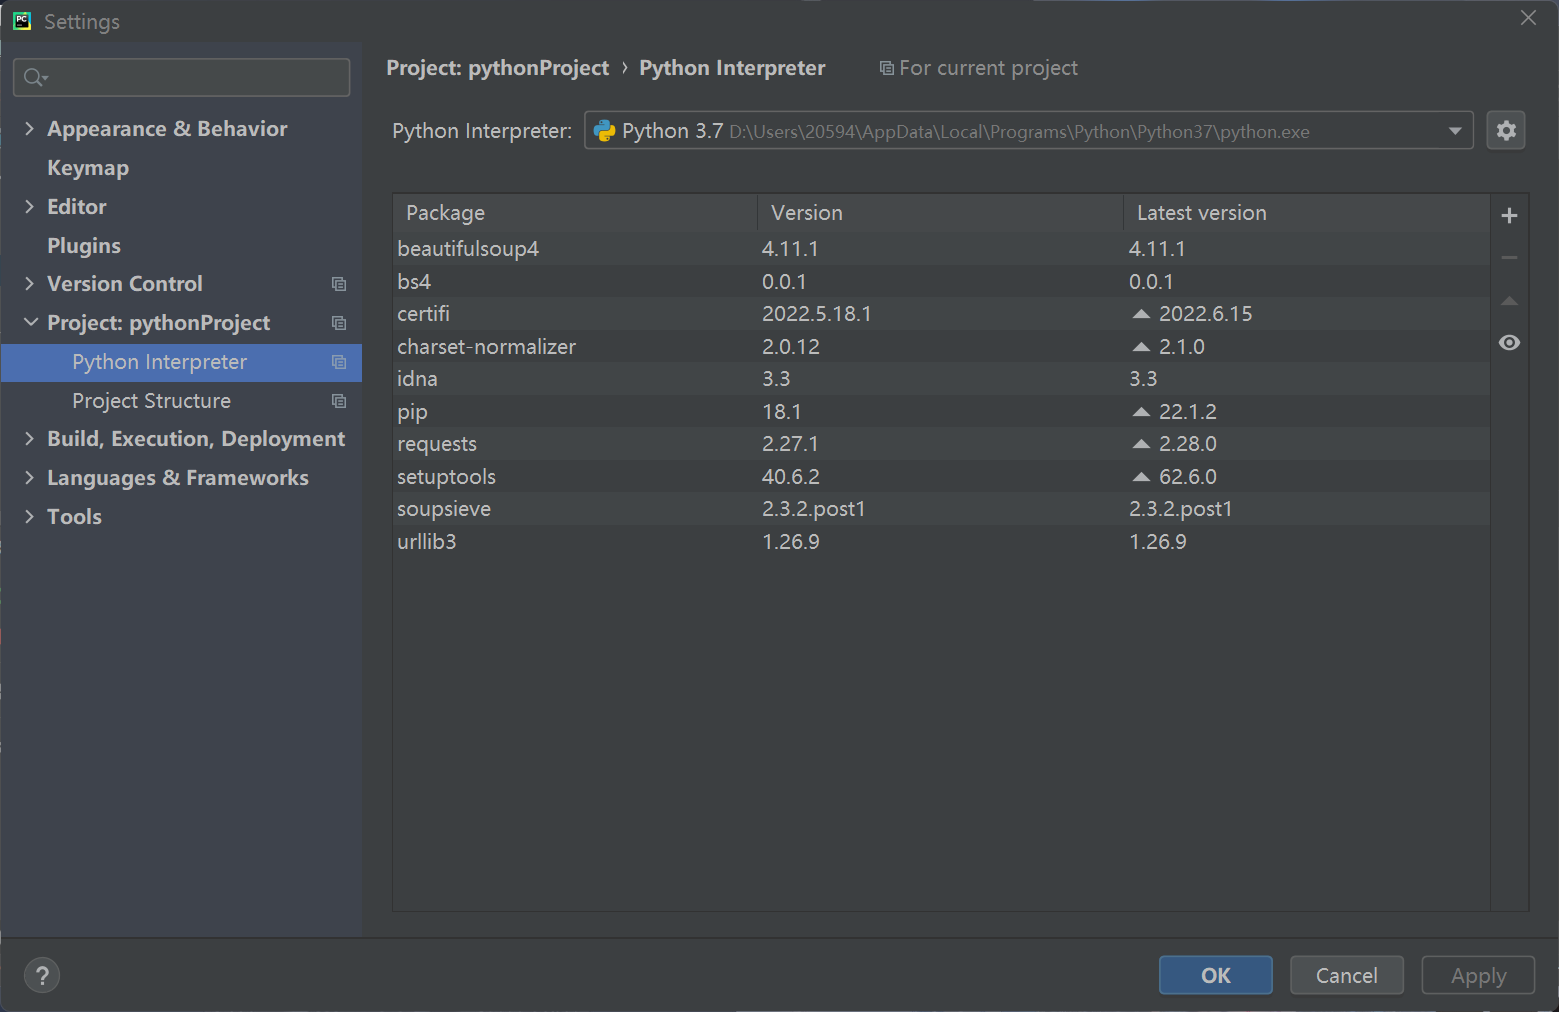 Settings
Project: pythonProject › Python Interpreter For current project
Appearance & Behavior
Keymap
Editor
Plugins
Version Control
Project: pythonProject
Python Interpreter
Project Structure
Build, Execution, Deployment
Languages & Frameworks
Tools
Python Interpreter: Python 3.7 D:\Users\20594\AppData\Local\Programs\Python\Python37\python.exe
Package Version Latest version
beautifulsoup4 4.11.1 4.11.1
bs4 0.0.1 0.0.1
certifi 2022.5.18.1 2022.6.15
charset-normalizer 2.0.12 2.1.0
idna 3.3 3.3
pip 18.1 22.1.2
requests 2.27.1 2.28.0
setuptools 40.6.2 62.6.0
soupsieve 2.3.2.post1 2.3.2.post1
urllib3 1.26.9 1.26.9
? OK Cancel Apply